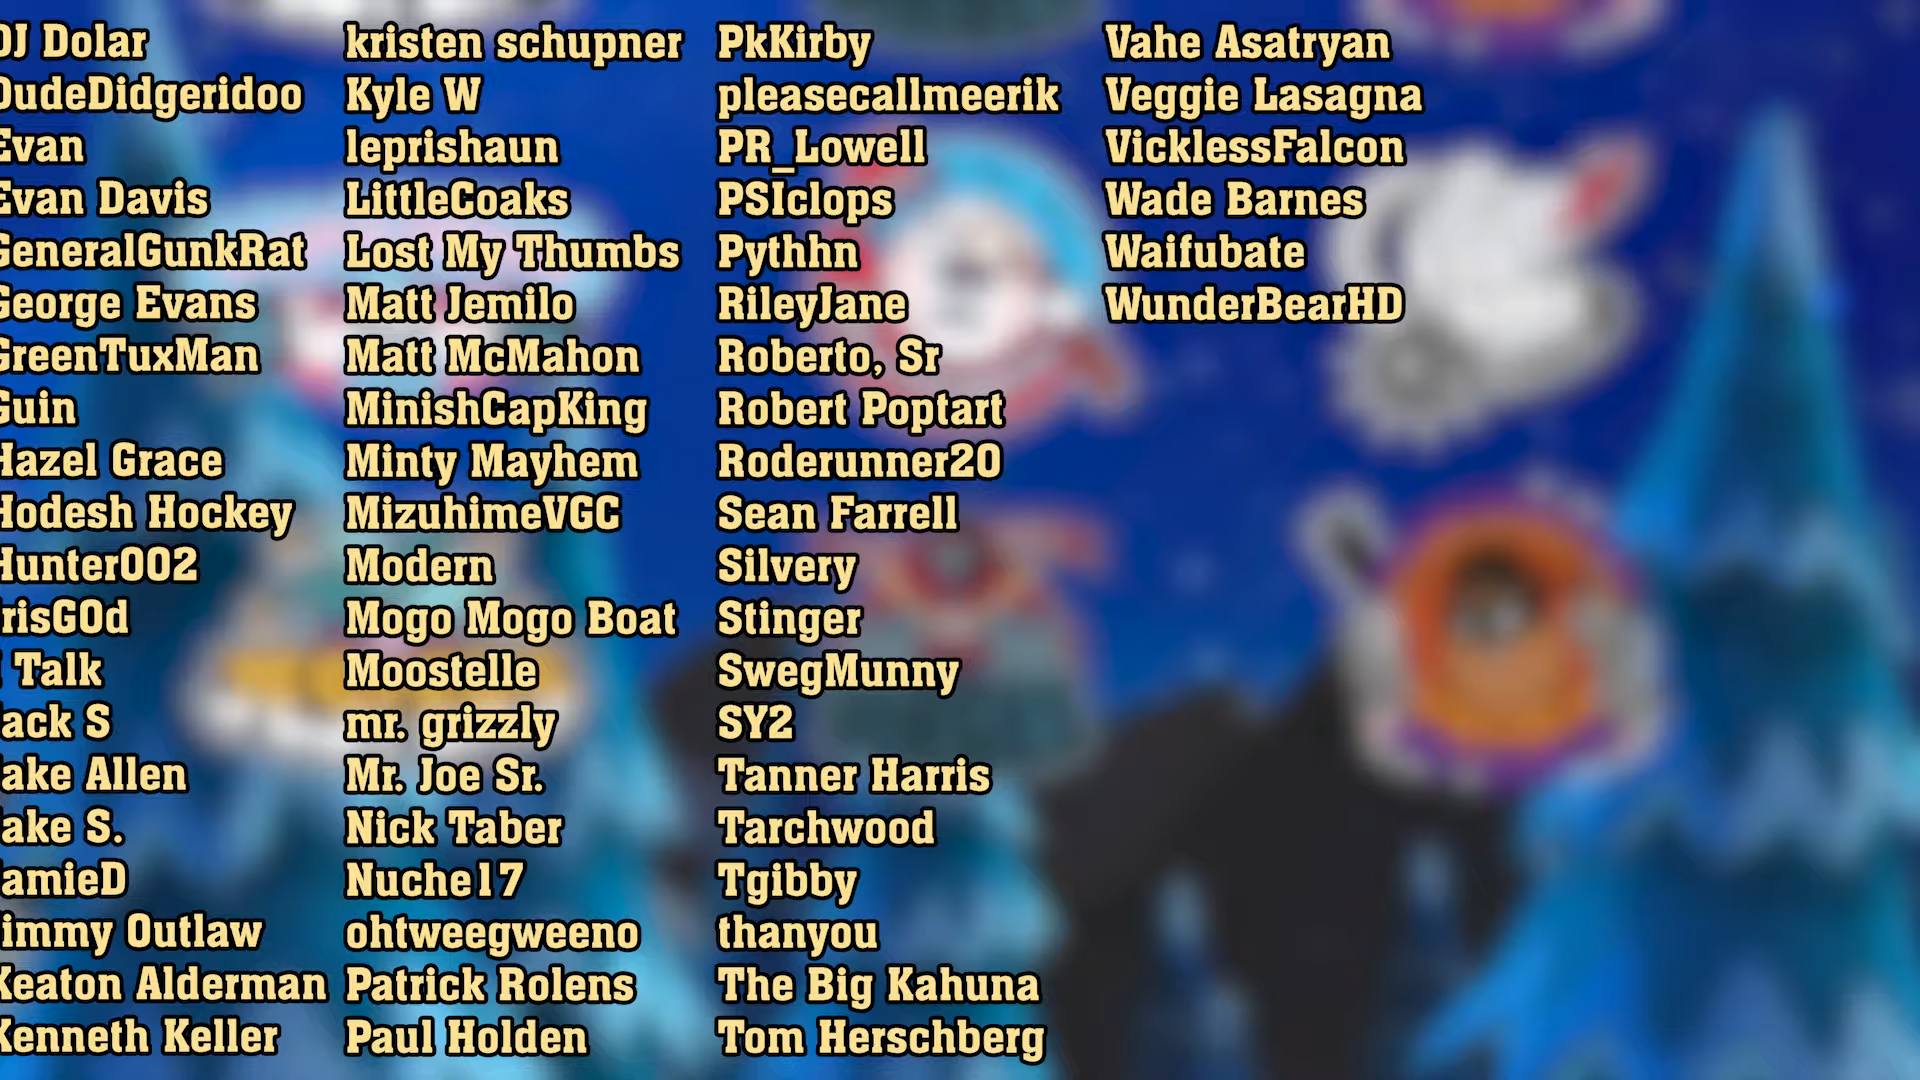 DJ Dolar
DudeDidgeridoo
Evan
Evan Davis
GeneralGunkRat
George Evans
GreenTuxMan
Guin
Hazel Grace
Hodesh Hockey
Hunter002
risG0d
Talk
ack S
ake Allen
ake S.
amieD
immy Outlaw
Keaton Alderman
Kenneth Keller
kristen schupner
Kyle W
leprishaun
LittleCoaks
Lost My Thumbs
Matt Jemilo
Matt McMahon
MinishCapKing
Minty Mayhem
MizuhimeVGC
Modern
Mogo Mogo Boat
Moostelle
mr. grizzly
Mr. Joe Sr.
Nick Taber
Nuche17
ohtweegweeno
Patrick Rolens
Paul Holden
PkKirby
pleasecallmeerik
PR_Lowell
PSIclops
Pythhn
RileyJane
Roberto, Sr
Robert Poptart
Roderunner20
Sean Farrell
Silvery
Stinger
SwegMunny
SY2
Tanner Harris
Tarchwood
Tgibby
thanyou
The Big Kahuna
Tom Herschberg
Vahe Asatryan
Veggie Lasagna
VicklessFalcon
Wade Barnes
Waifubate
WunderBearHD